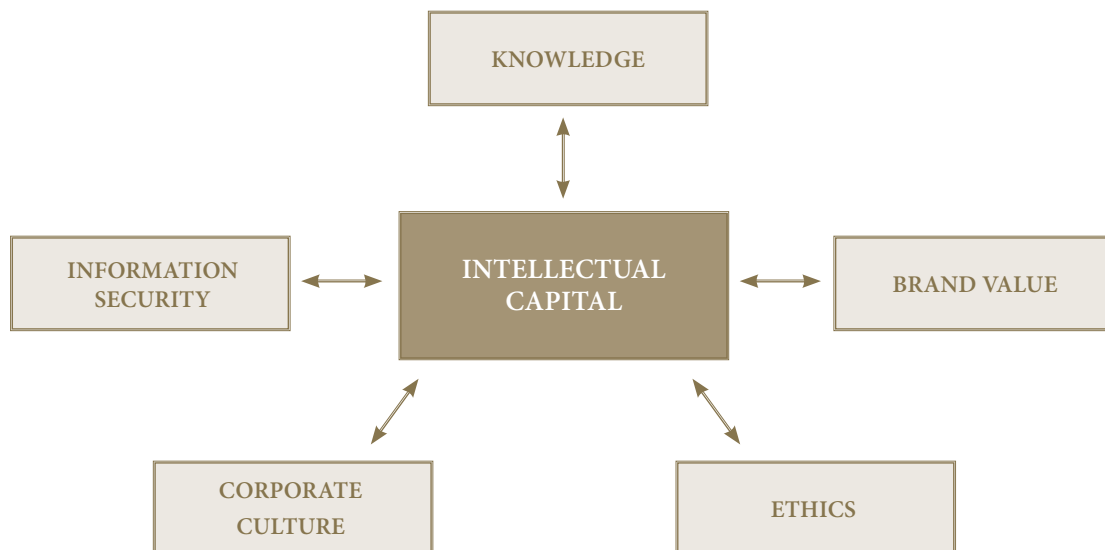 KNOWLEDGE
INFORMATION
SECURITY
INTELLECTUAL
CAPITAL
BRAND VALUE
CORPORATE
CULTURE
ETHICS